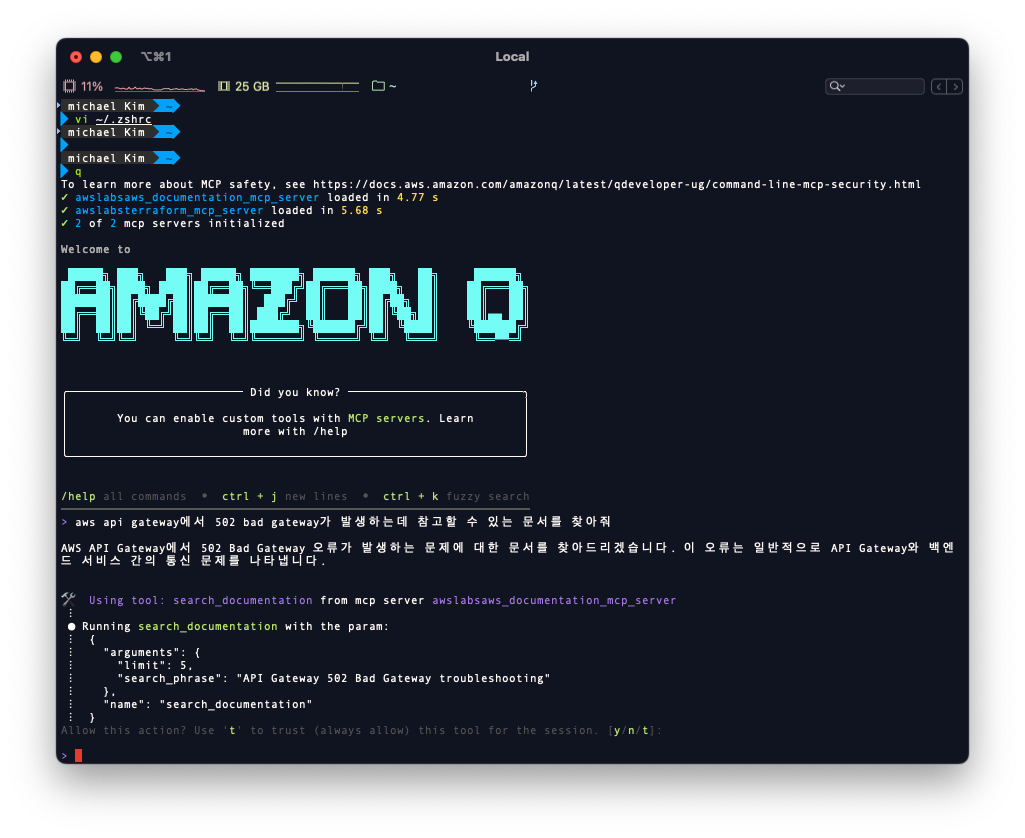 ⌥⌘1 Local
11% 25 GB ~
michael Kim ~
vi ~/.zshrc
michael Kim ~
michael Kim ~
q
To learn more about MCP safety, see https://docs.aws.amazon.com/amazonq/latest/qdeveloper-ug/command-line-mcp-security.html
✓ awslabsaws_documentation_mcp_server loaded in 4.77 s
✓ awslabsterraform_mcp_server loaded in 5.68 s
✓ 2 of 2 mcp servers initialized
Welcome to
AMAZON Q
Did you know?
You can enable custom tools with MCP servers. Learn
more with /help
/help all commands • ctrl + j new lines • ctrl + k fuzzy search
> aws api gateway에서 502 bad gateway가 발생하는데 참고할 수 있는 문서를 찾아줘
AWS API Gateway에서 502 Bad Gateway 오류가 발생하는 문제에 대한 문서를 찾아드리겠습니다. 이 오류는 일반적으로 API Gateway와 백엔
드 서비스 간의 통신 문제를 나타냅니다.
Using tool: search_documentation from mcp server awslabsaws_documentation_mcp_server
● Running search_documentation with the param:
{
"arguments": {
"limit": 5,
"search_phrase": "API Gateway 502 Bad Gateway troubleshooting"
},
"name": "search_documentation"
}
Allow this action? Use 't' to trust (always allow) this tool for the session. [y/n/t]:
>